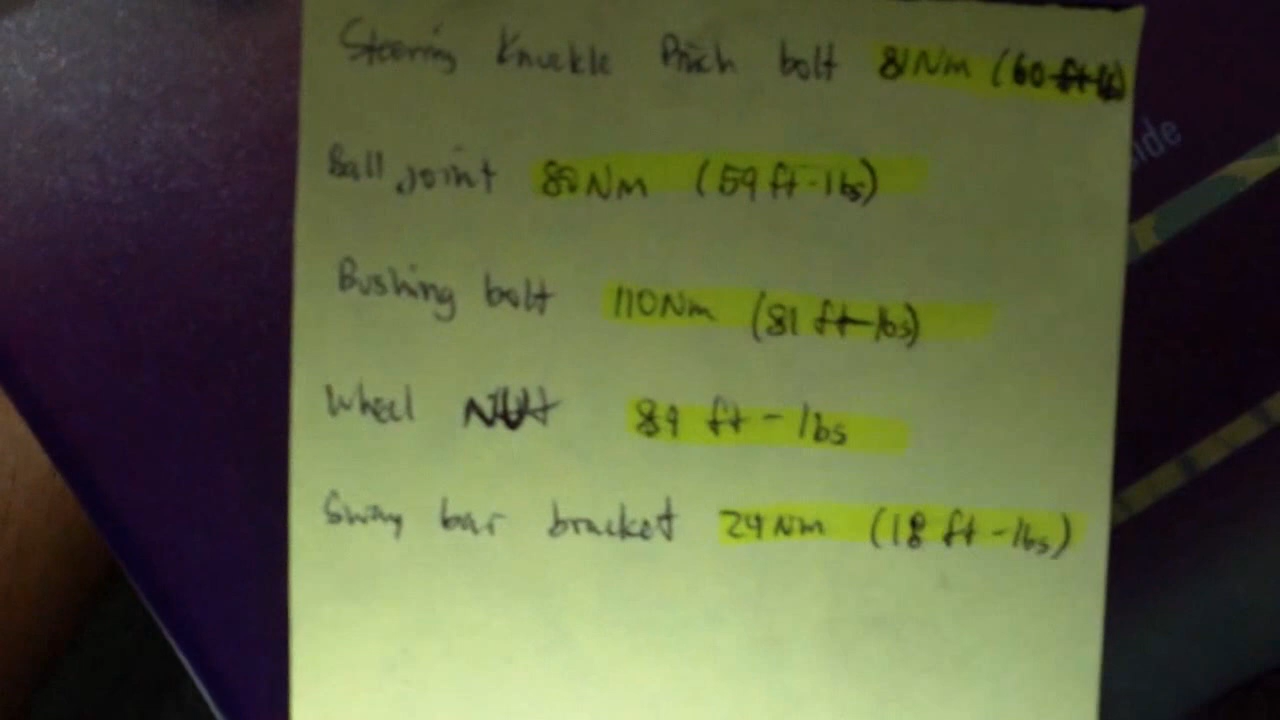 Steering Knuckle Pinch bolt 81Nm (60 ft-lb)
Ball joint 80Nm (59 ft-lbs)
Bushing bolt 110Nm (81 ft-lbs)
Wheel Nut 89 ft-lbs
Sway bar bracket 24Nm (18 ft-lbs)
ide